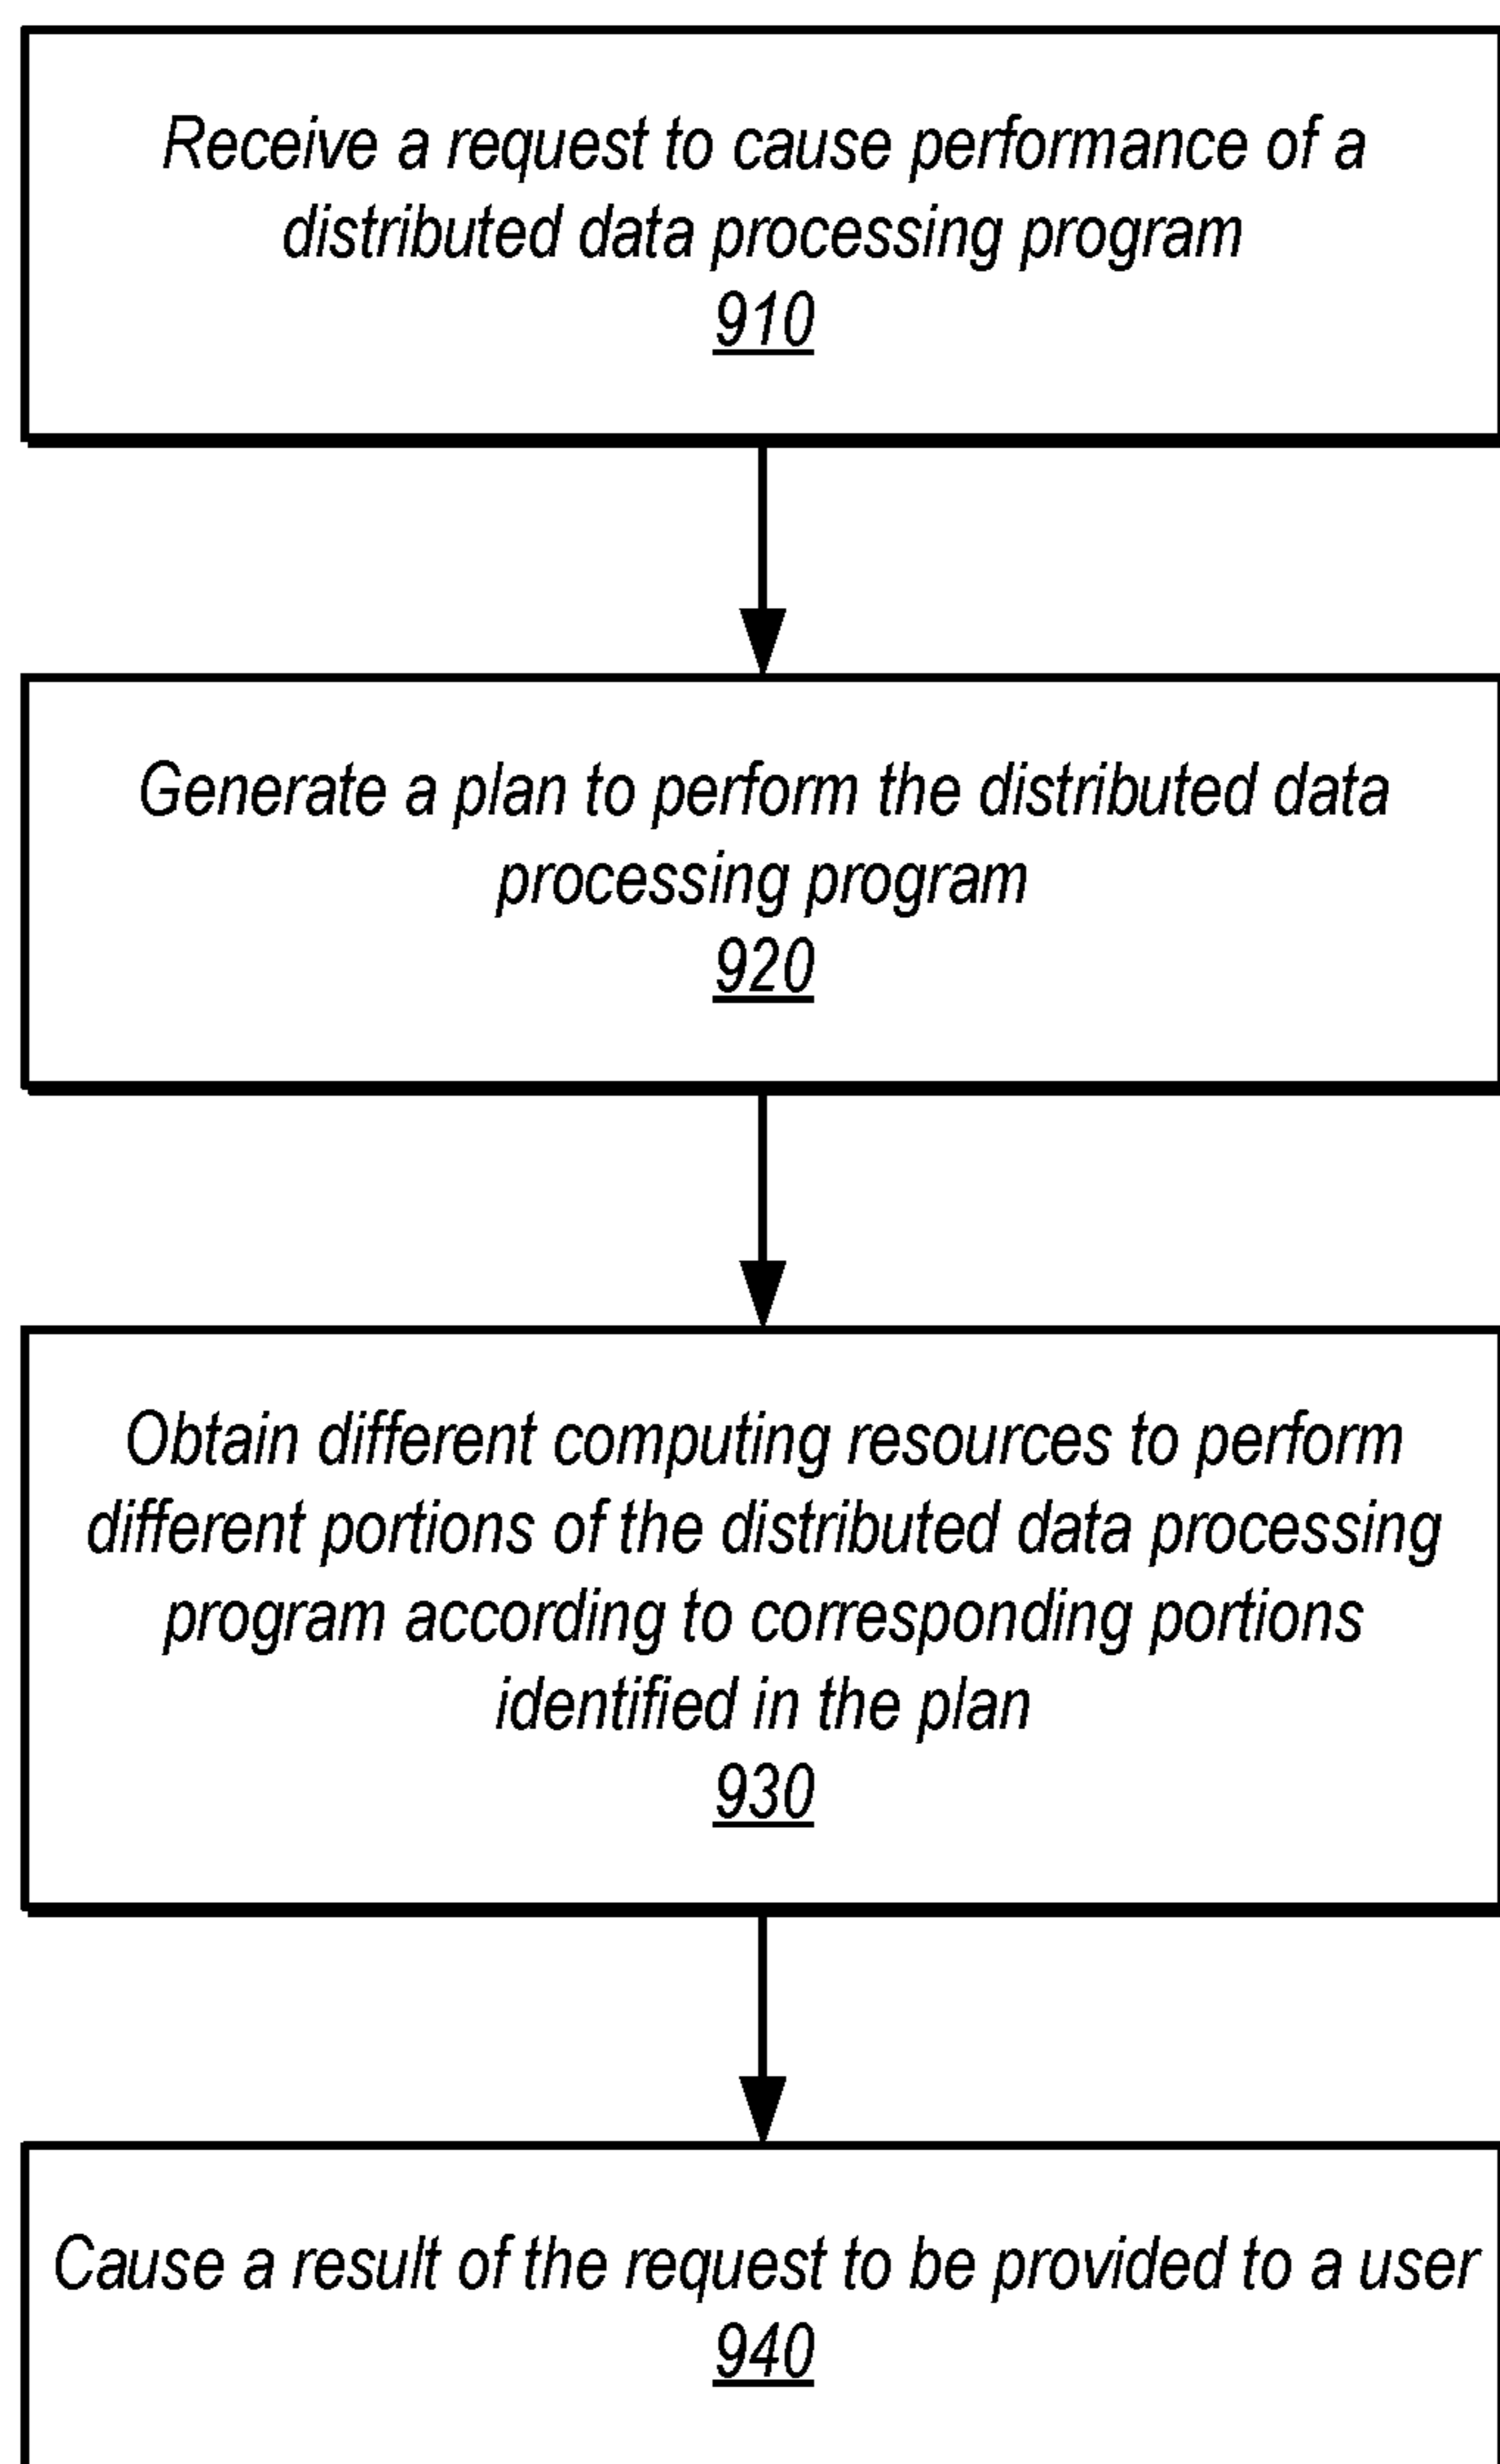 Receive a request to cause performance of a
distributed data processing program
910
Generate a plan to perform the distributed data
processing program
920
Obtain different computing resources to perform
different portions of the distributed data processing
program according to corresponding portions
identified in the plan
930
Cause a result of the request to be provided to a user
940